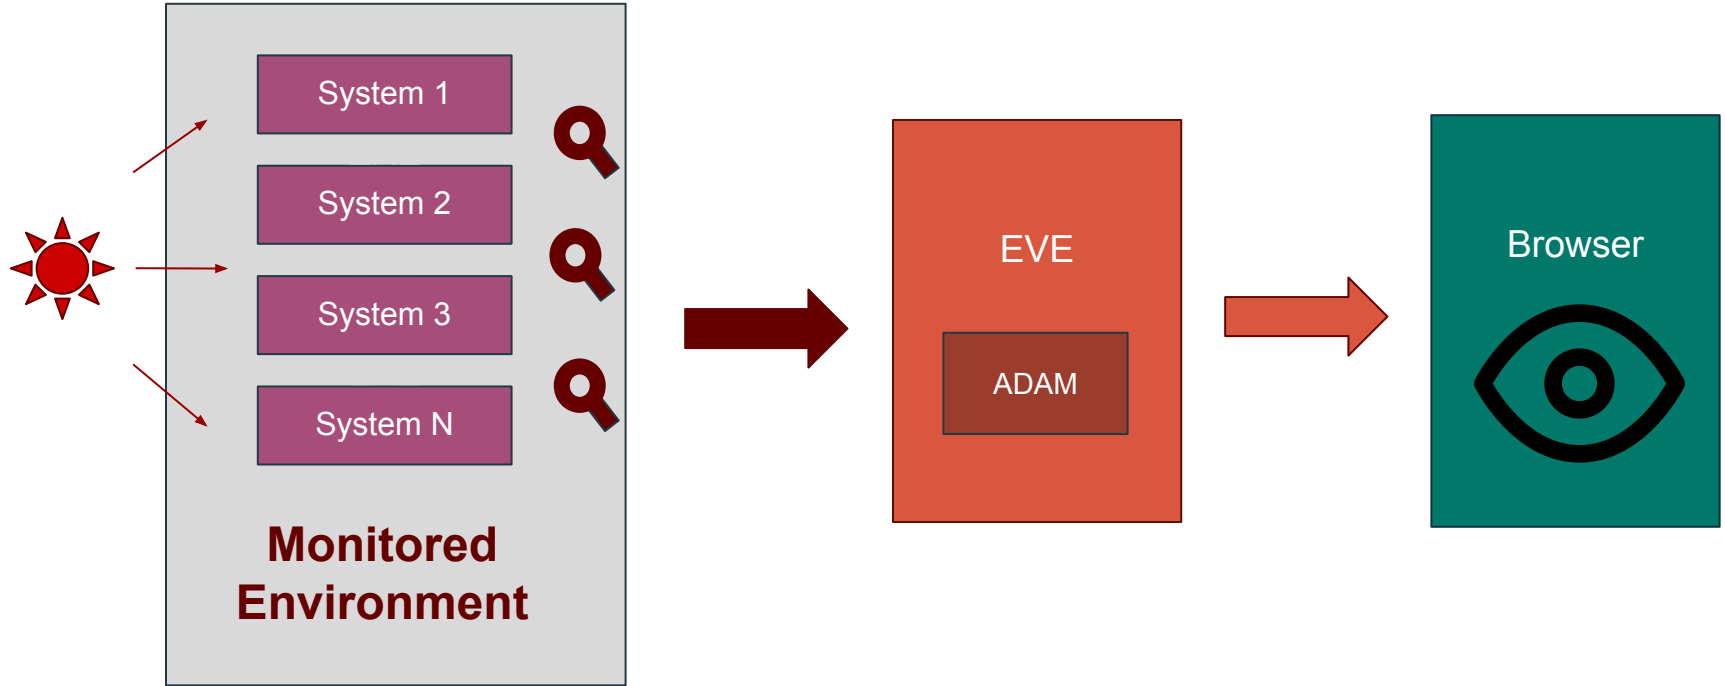 System 1
System 2
System 3
System N
Monitored
Environment
EVE
ADAM
Browser